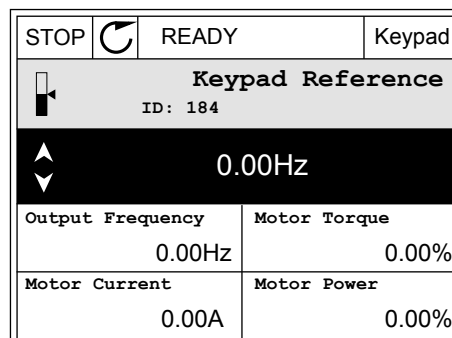 STOP READY Keypad
Keypad Reference
ID: 184
0.00Hz
Output Frequency Motor Torque
0.00Hz 0.00%
Motor Current Motor Power
0.00A 0.00%